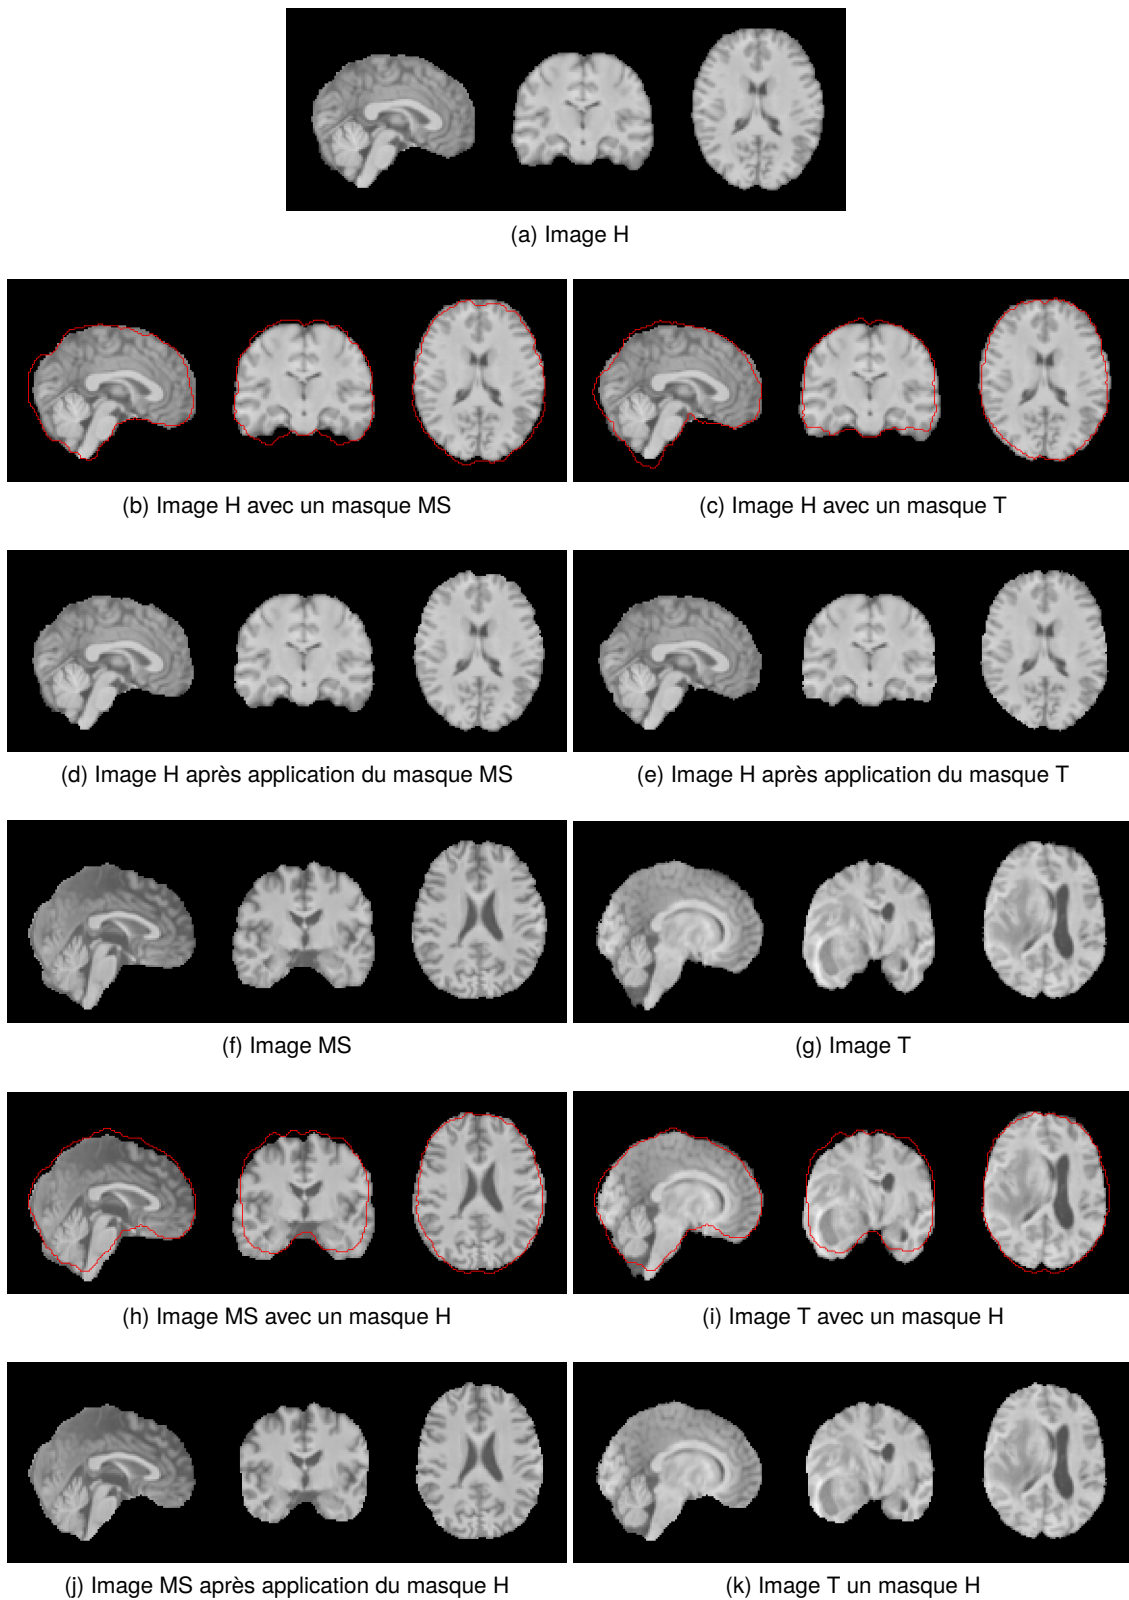 (a) Image H
(b) Image H avec un masque MS
(c) Image H avec un masque T
(d) Image H après application du masque MS
(e) Image H après application du masque T
(f) Image MS
(g) Image T
(h) Image MS avec un masque H
(i) Image T avec un masque H
(j) Image MS après application du masque H
(k) Image T un masque H